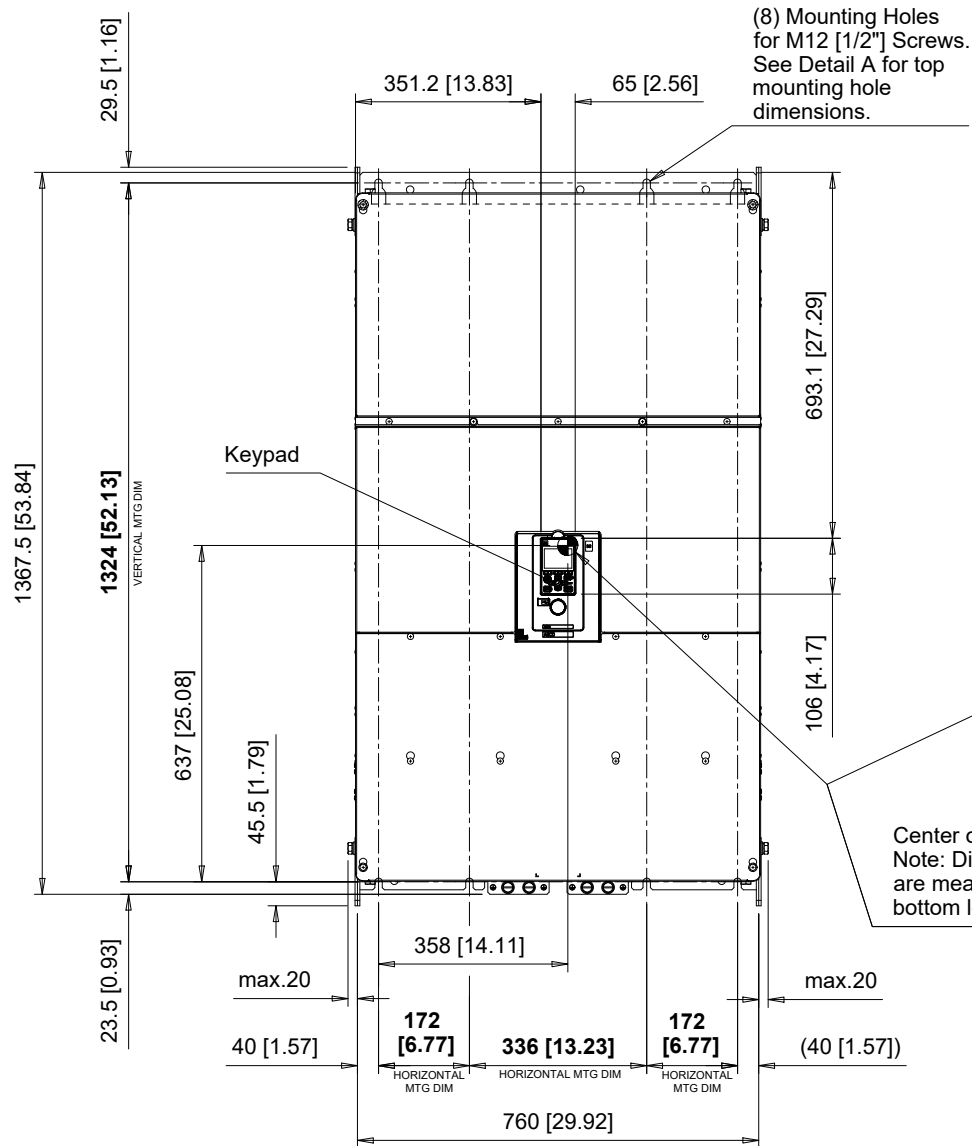 (8) Mounting Holes
for M12 [1/2"] Screws.
See Detail A for top
mounting hole
dimensions.
29.5 [1.16]
351.2 [13.83]
65 [2.56]
693.1 [27.29]
1367.5 [53.84]
1324 [52.13]
VERTICAL MTG DIM
Keypad
637 [25.08]
45.5 [1.79]
106 [4.17]
Center o
Note: Di
are mea
bottom l
358 [14.11]
23.5 [0.93]
max.20
max.20
40 [1.57]
172
[6.77]
HORIZONTAL
MTG DIM
336 [13.23]
HORIZONTAL MTG DIM
172
[6.77]
HORIZONTAL
MTG DIM
(40 [1.57])
760 [29.92]